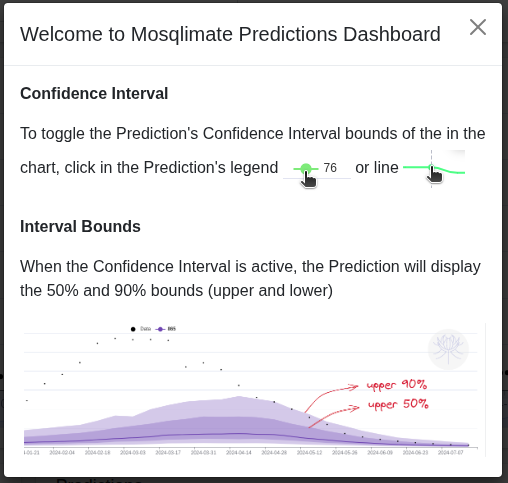 Welcome to Mosqlimate Predictions Dashboard
Confidence Interval
To toggle the Prediction's Confidence Interval bounds of the in the
chart, click in the Prediction's legend 76 or line
Interval Bounds
When the Confidence Interval is active, the Prediction will display
the 50% and 90% bounds (upper and lower)
Data
upper 90%
upper 50%
2024-02-04 2024-02-18 2024-03-03 2024-03-17 2024-03-31 2024-04-14 2024-04-28 2024-05-12 2024-05-26 2024-06-09 2024-06-23 2024-07-07
Predictions